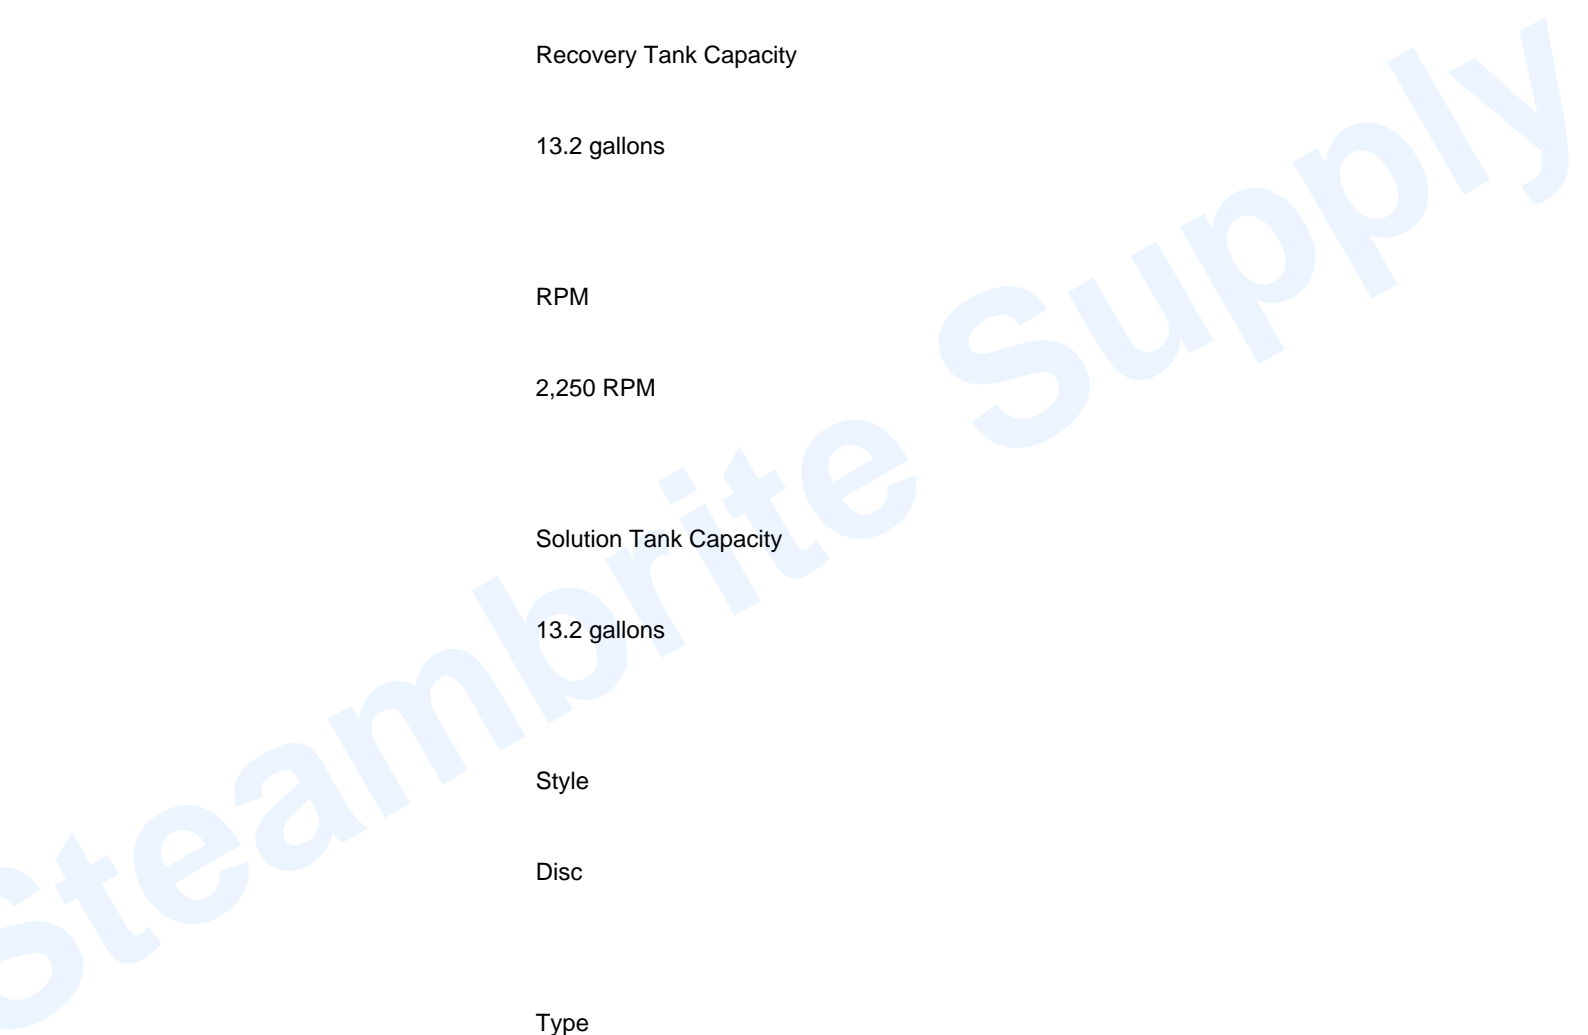 Recovery Tank Capacity
13.2 gallons
RPM
2,250 RPM
Solution Tank Capacity
13.2 gallons
Style
Disc
Type
Steambrite Supply